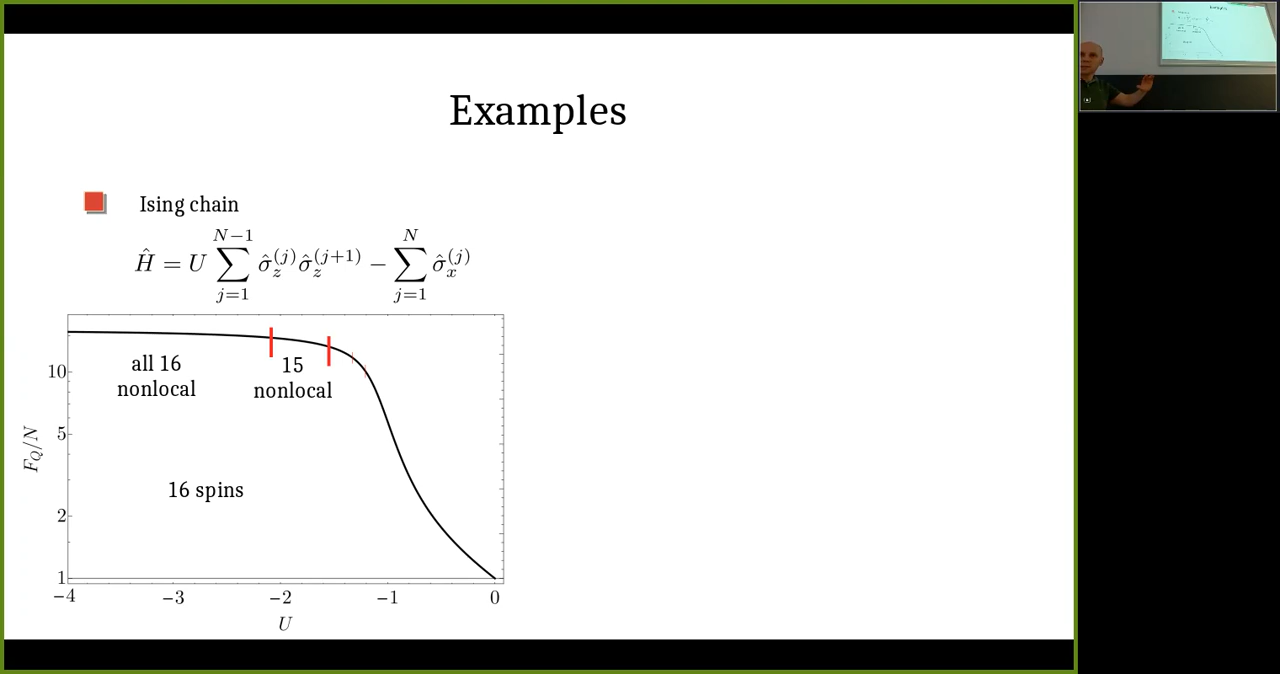 Examples
Ising chain
Ĥ = U ∑_{j=1}^{N−1} σ̂_z^{(j)} σ̂_z^{(j+1)} − ∑_{j=1}^{N} σ̂_x^{(j)}
all 16
nonlocal
15
nonlocal
16 spins
F_Q/N
10
5
2
1
−4 −3 −2 −1 0
U